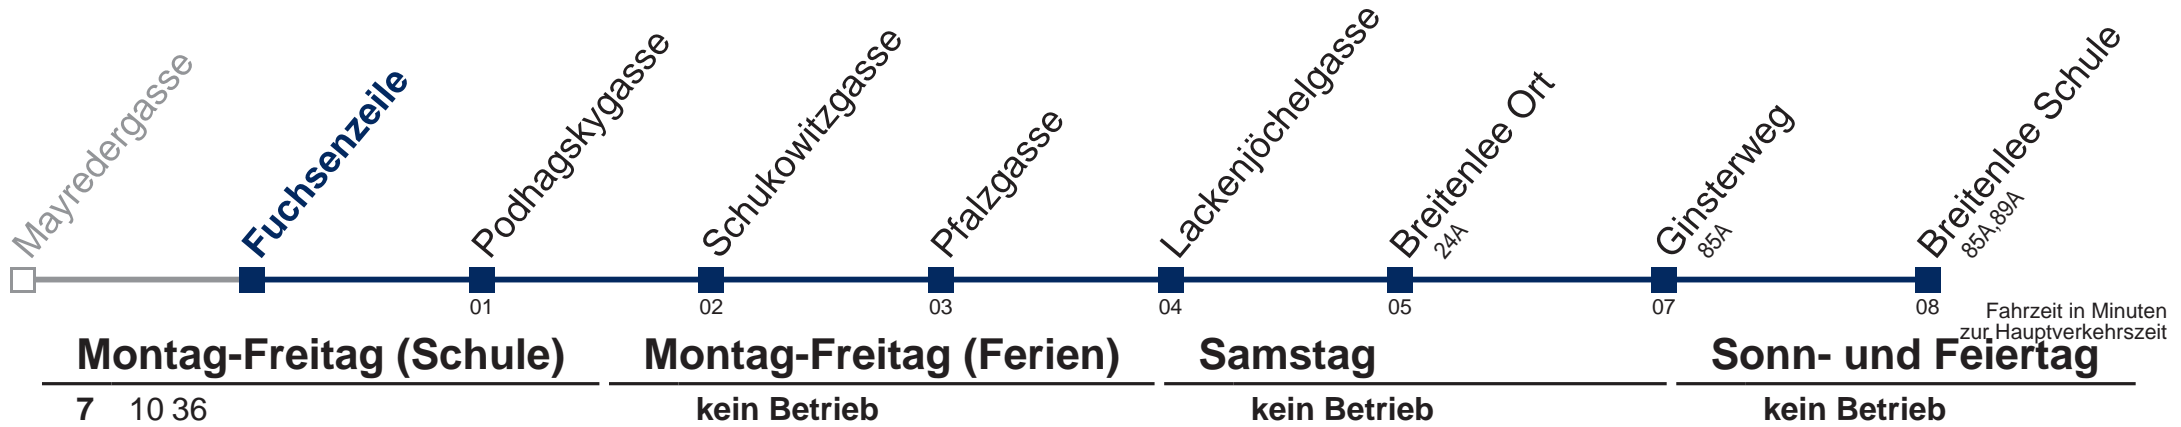 Mayredergasse
Fuchsenzeile
Podhagskygasse
Schukowitzgasse
Pfalzgasse
Lackenjöchelgasse
Breitenlee Ort
24A
Ginsterweg
85A
Breitenlee Schule
85A,89A
01 02 03 04 05 07 08
Fahrzeit in Minuten
zur Hauptverkehrszeit
Montag-Freitag (Schule) Montag-Freitag (Ferien) Samstag Sonn- und Feiertag
7 10 36 kein Betrieb kein Betrieb kein Betrieb